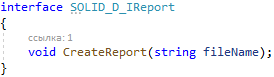 interface SOLID_D_IReport
{
ссылка: 1
void CreateReport(string fileName);
}